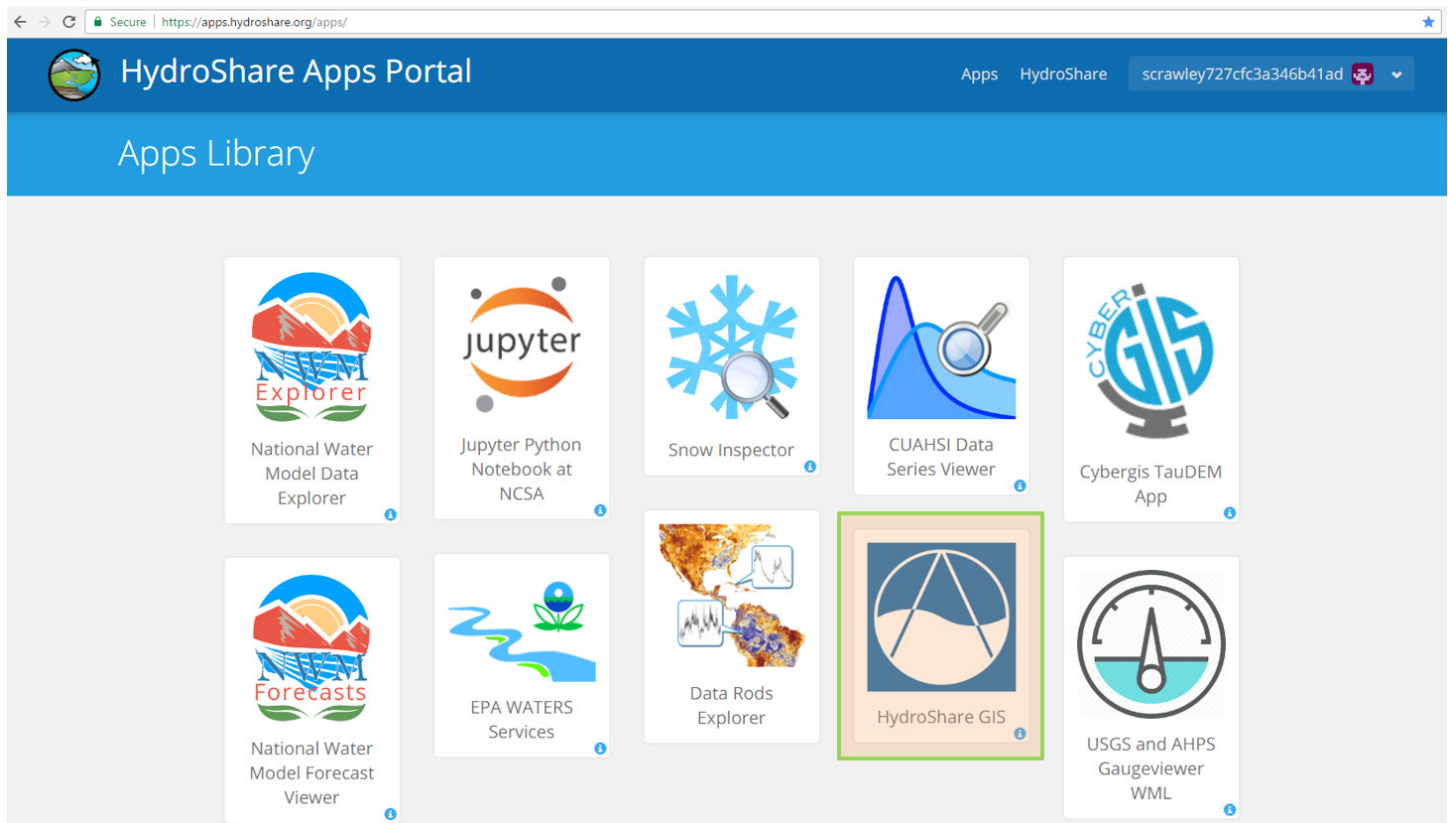 Secure | https://apps.hydroshare.org/apps/
HydroShare Apps Portal
Apps
HydroShare
scrawley727cfc3a346b41ad
Apps Library
NWM
Explorer
National Water
Model Data
Explorer
jupyter
Jupyter Python
Notebook at
NCSA
Snow Inspector
CUAHSI Data
Series Viewer
CYBER
GIS
Cybergis TauDEM
App
NWM
Forecasts
National Water
Model Forecast
Viewer
EPA WATERS
Services
Data Rods
Explorer
HydroShare GIS
USGS and AHPS
Gaugeviewer
WML